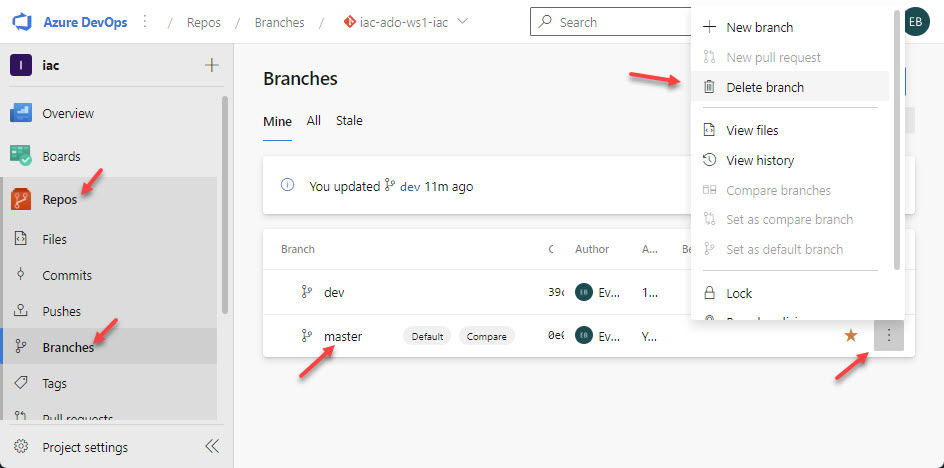 Azure DevOps / Repos / Branches / iac-ado-ws1-iac
Search
EB
I iac
Overview
Boards
Repos
Files
Commits
Pushes
Branches
Tags
Pull requests
Project settings
Branches
Mine All Stale
You updated dev 11m ago
Branch C Author A... Be
dev 39c EB Ev... 1...
master Default Compare 0e6 EB Ev... Y...
New branch
New pull request
Delete branch
View files
View history
Compare branches
Set as compare branch
Set as default branch
Lock